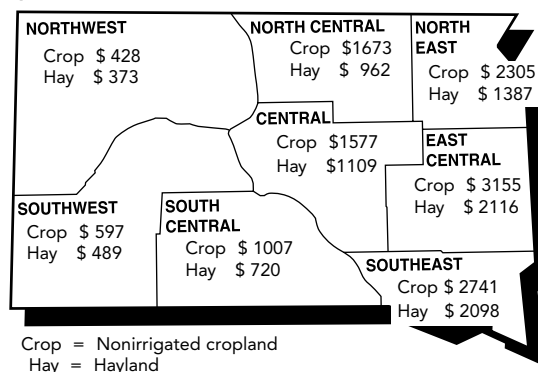 NORTHWEST
Crop $ 428
Hay $ 373
NORTH CENTRAL
Crop $1673
Hay $ 962
NORTH
EAST
Crop $ 2305
Hay $ 1387
CENTRAL
Crop $1577
Hay $1109
EAST
CENTRAL
Crop $ 3155
Hay $ 2116
SOUTHWEST
Crop $ 597
Hay $ 489
SOUTH
CENTRAL
Crop $ 1007
Hay $ 720
SOUTHEAST
Crop $ 2741
Hay $ 2098
Crop = Nonirrigated cropland
Hay = Hayland